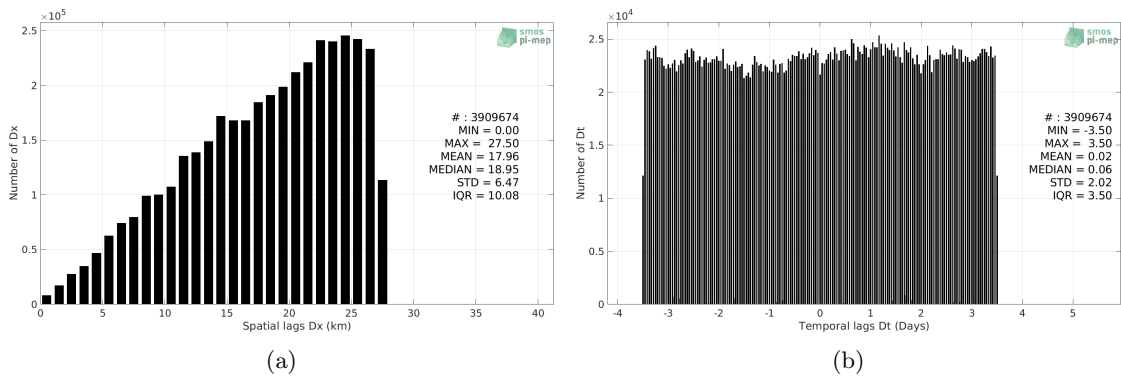 ×10⁵
2.5
2
1.5
1
0.5
0
Number of Dx
0 5 10 15 20 25 30 35 40
Spatial lags Dx (km)
smos
pi-mep
# : 3909674
MIN = 0.00
MAX = 27.50
MEAN = 17.96
MEDIAN = 18.95
STD = 6.47
IQR = 10.08
(a)
×10⁴
2.5
2
1.5
1
0.5
0
Number of Dt
-4 -3 -2 -1 0 1 2 3 4 5
Temporal lags Dt (Days)
smos
pi-mep
# : 3909674
MIN = -3.50
MAX = 3.50
MEAN = 0.02
MEDIAN = 0.06
STD = 2.02
IQR = 3.50
(b)